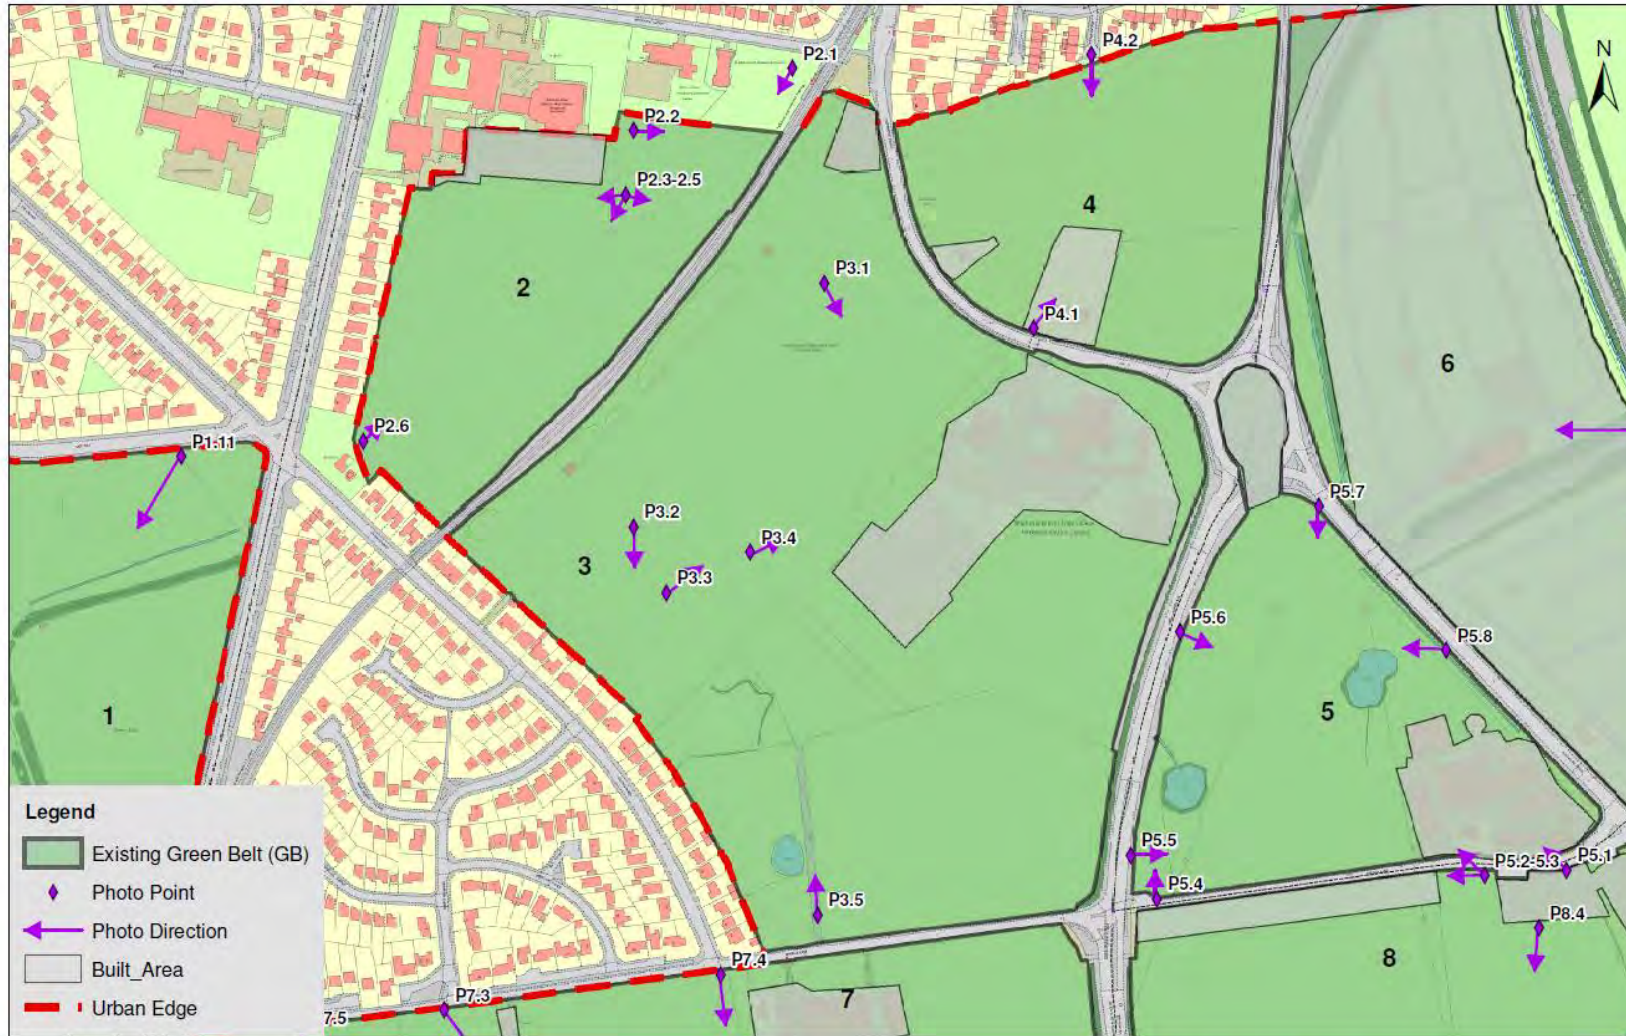 P2.1
P4.2
N
P2.2
P2.3-2.5
4
2
P3.1
P4.1
6
P2.6
P1.11
P5.7
P3.2
P3.4
3
P3.3
P5.6
P5.8
1
5
Legend
Existing Green Belt (GB)
Photo Point
Photo Direction
Built_Area
Urban Edge
P5.5
P5.2-5.3
P5.1
P5.4
P3.5
P8.4
8
P7.4
7
P7.3
7.5